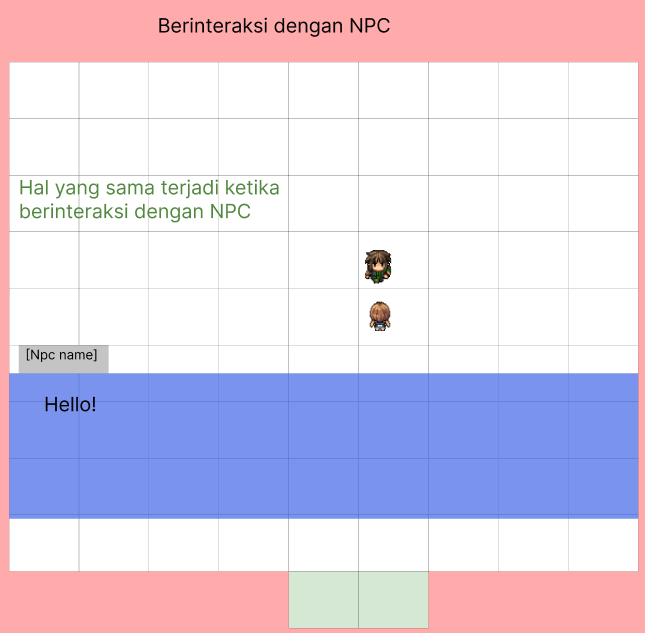 Berinteraksi dengan NPC
Hal yang sama terjadi ketika
berinteraksi dengan NPC
[Npc name]
Hello!